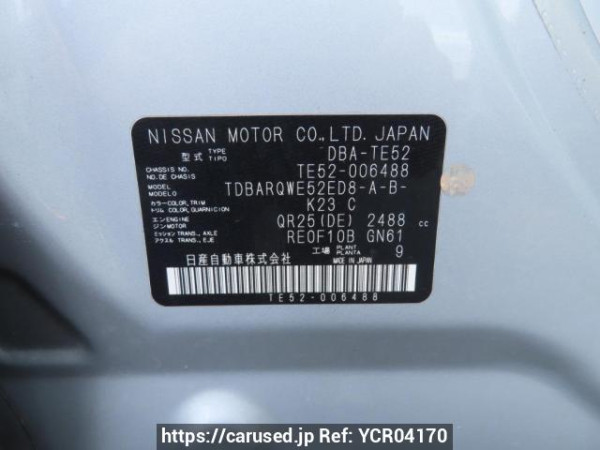 NISSAN MOTOR CO.,LTD. JAPAN
型式 TYPE TIPO DBA-TE52
CHASSIS NO. CHASSIS NO. TE52-006488
MODEL MODELO TDBARQWE52ED8-A-B-
カラー COLOR, TRIM トリム COLOR, GUARNICION K23 C
エンジン ENGINE MOTOR QR25(DE) 2488 cc
ミッション TRANS., AXLE アクスル TRANS., EJE RE0F10B GN61
工場 PLANT PLANTA 9
日産自動車株式会社 MADE IN JAPAN
TE52-006488
https://carused.jp Ref: YCR04170